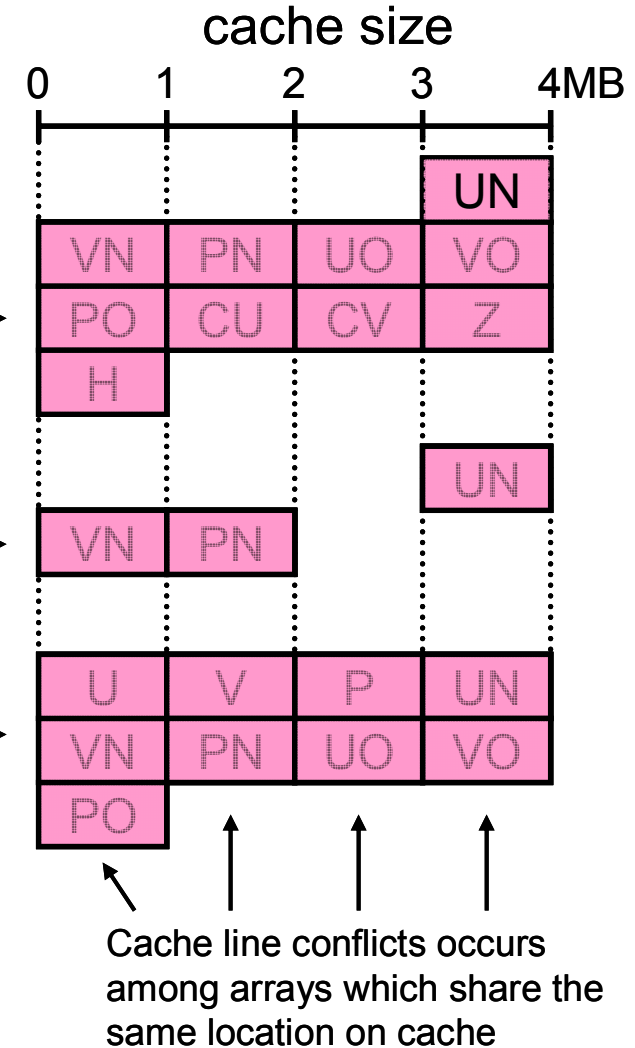 cache size
0 1 2 3 4MB
UN
VN PN UO VO
PO CU CV Z
H
UN
VN PN
U V P UN
VN PN UO VO
PO
Cache line conflicts occurs
among arrays which share the
same location on cache